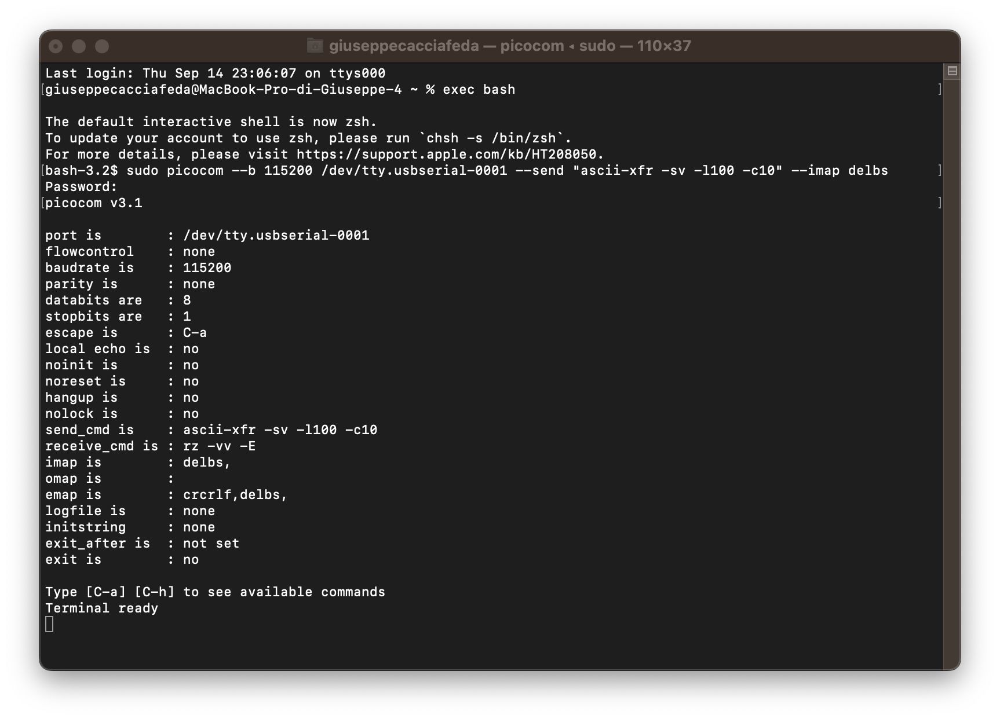 giuseppecacciafeda — picocom ◂ sudo — 110×37
Last login: Thu Sep 14 23:06:07 on ttys000
[giuseppecacciafeda@MacBook-Pro-di-Giuseppe-4 ~ % exec bash ]
The default interactive shell is now zsh.
To update your account to use zsh, please run `chsh -s /bin/zsh`.
For more details, please visit https://support.apple.com/kb/HT208050.
[bash-3.2$ sudo picocom --b 115200 /dev/tty.usbserial-0001 --send "ascii-xfr -sv -l100 -c10" --imap delbs ]
Password:
[picocom v3.1 ]
port is        : /dev/tty.usbserial-0001
flowcontrol    : none
baudrate is    : 115200
parity is      : none
databits are   : 8
stopbits are   : 1
escape is      : C-a
local echo is  : no
noinit is      : no
noreset is     : no
hangup is      : no
nolock is      : no
send_cmd is    : ascii-xfr -sv -l100 -c10
receive_cmd is : rz -vv -E
imap is        : delbs,
omap is        :
emap is        : crcrlf,delbs,
logfile is     : none
initstring     : none
exit_after is  : not set
exit is        : no
Type [C-a] [C-h] to see available commands
Terminal ready